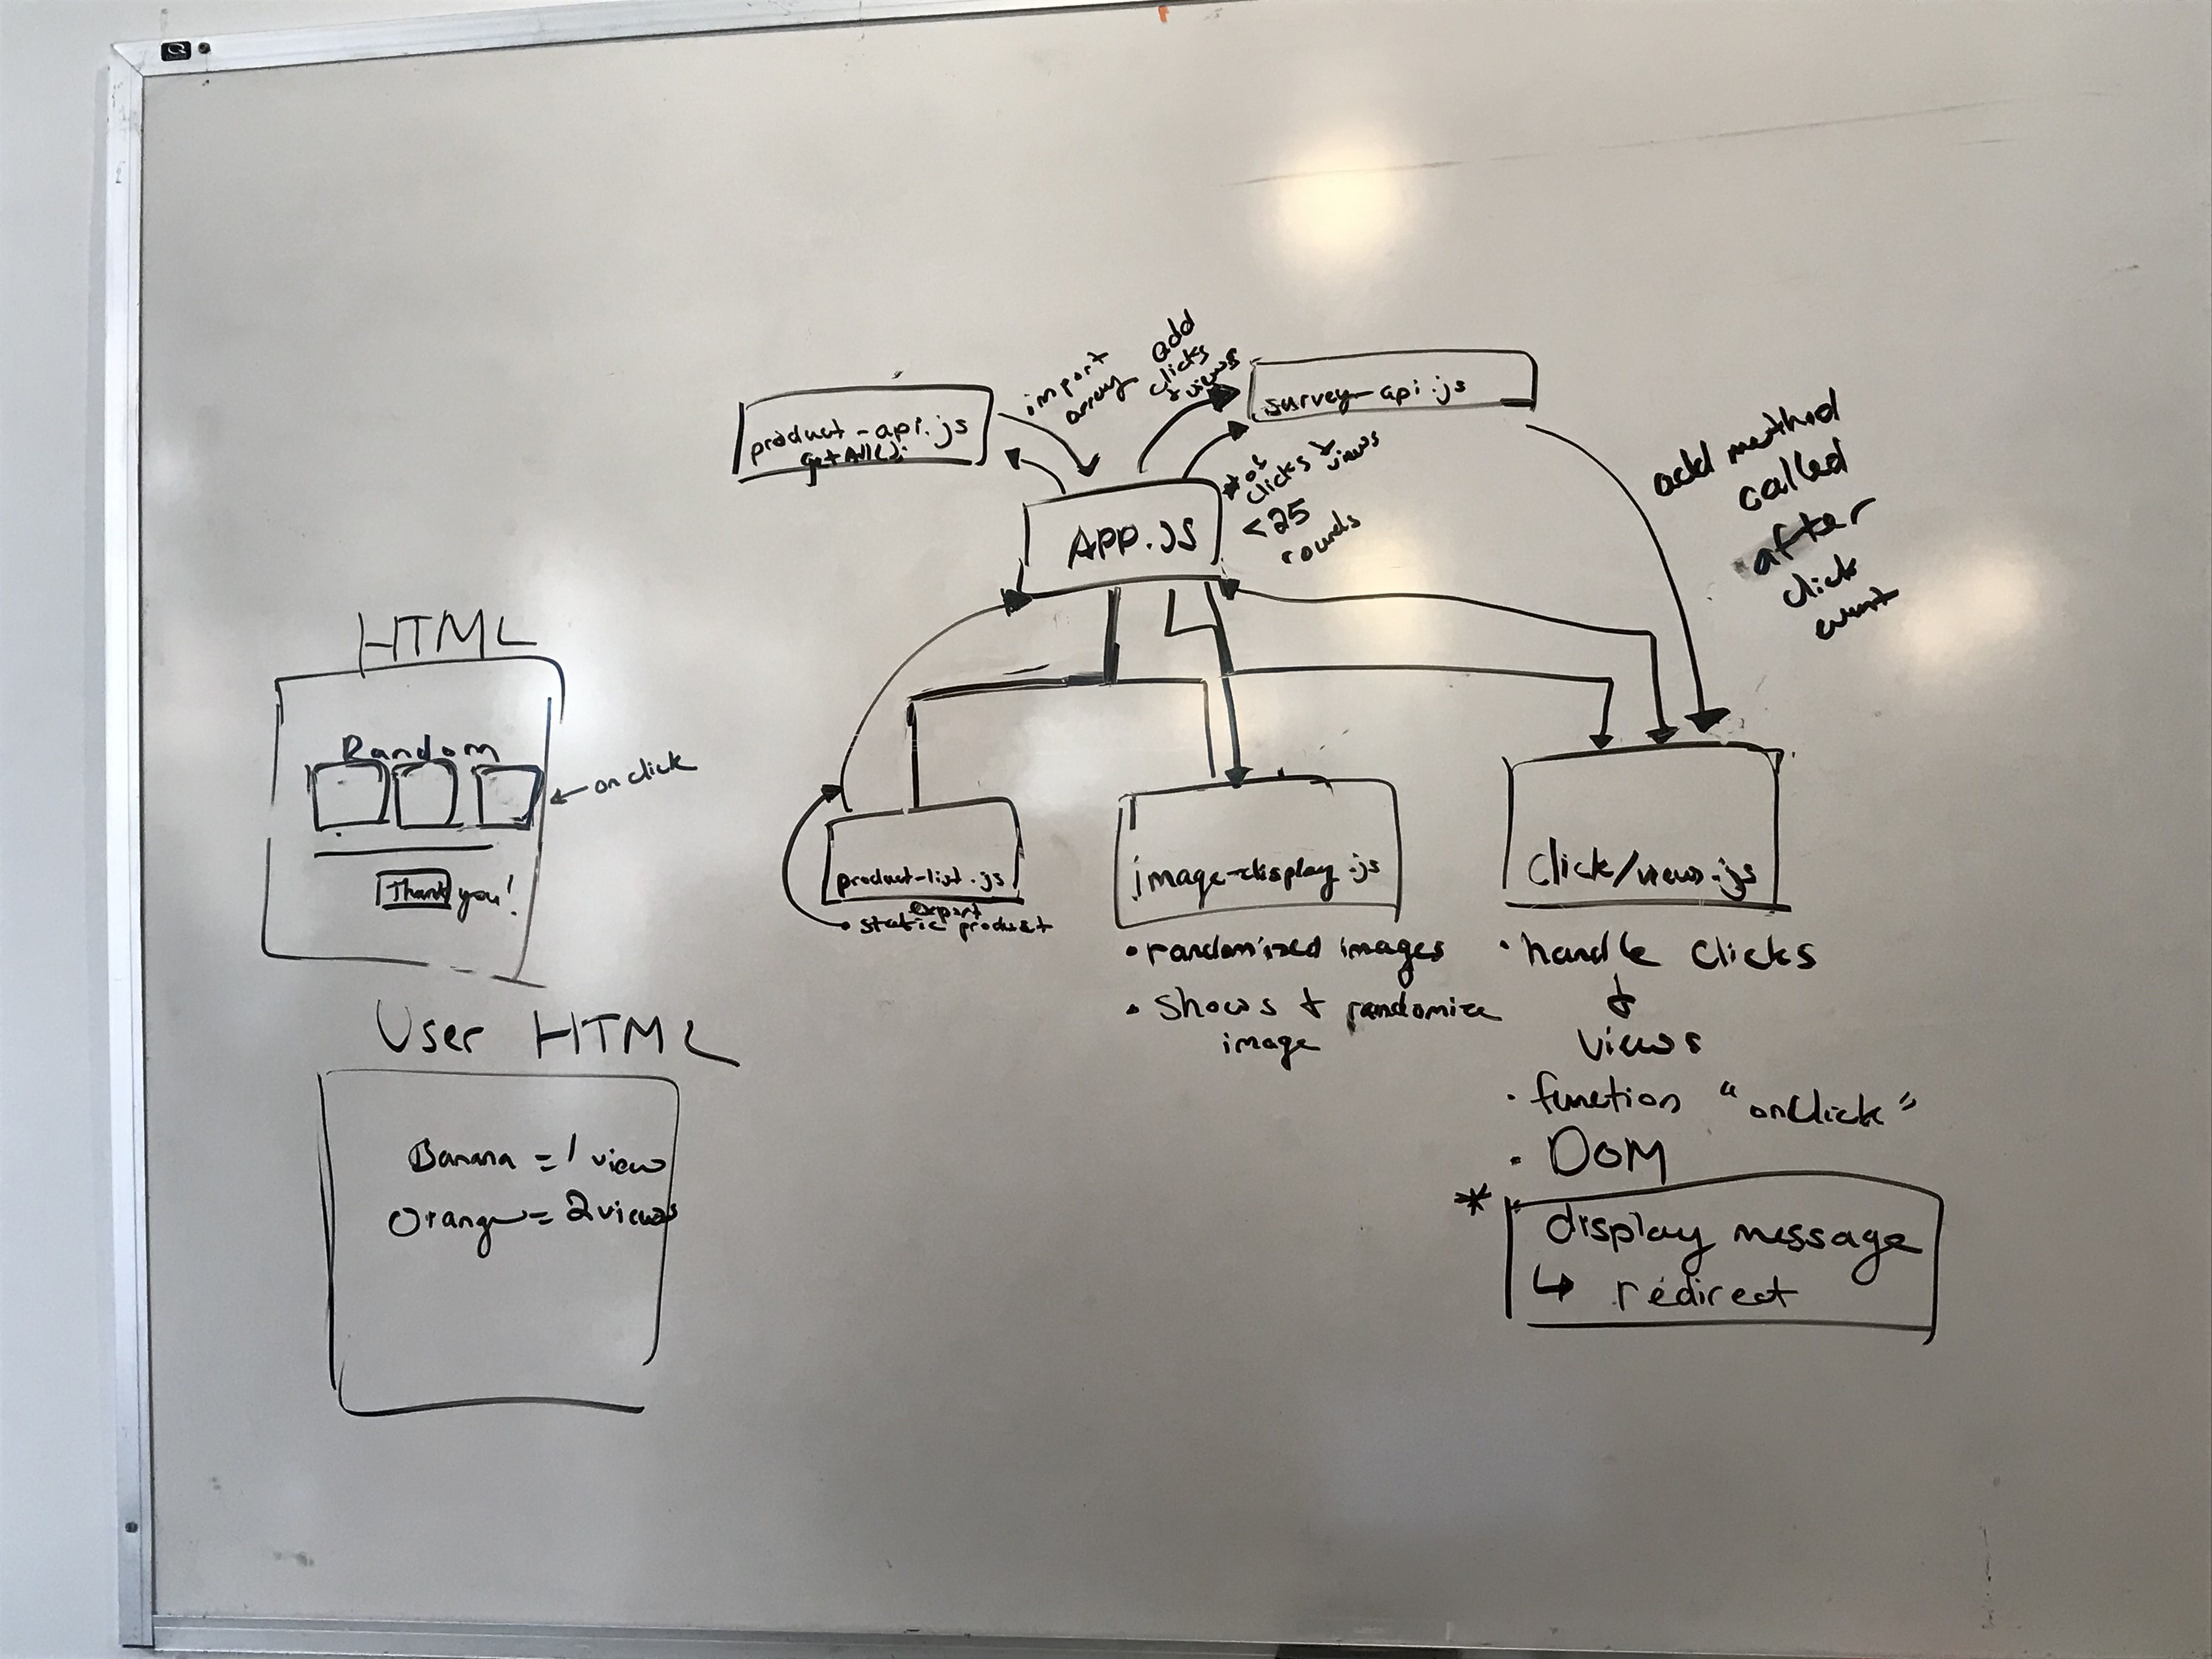 import
array
add
clicks
& views
product-api.js
getAll();
survey-api.js
# of
clicks &
views
< 25
rounds
APP.JS
add method
called
after
click
event
HTML
Random
on click
Thank you!
product-list.js
export
• static product
image-display.js
• randomized images
• shows & randomize
image
click/view.js
• handle clicks
&
views
• function "onClick"
• DOM
* display message
↳ redirect
User HTML
Banana = 1 view
Orange = 2 views